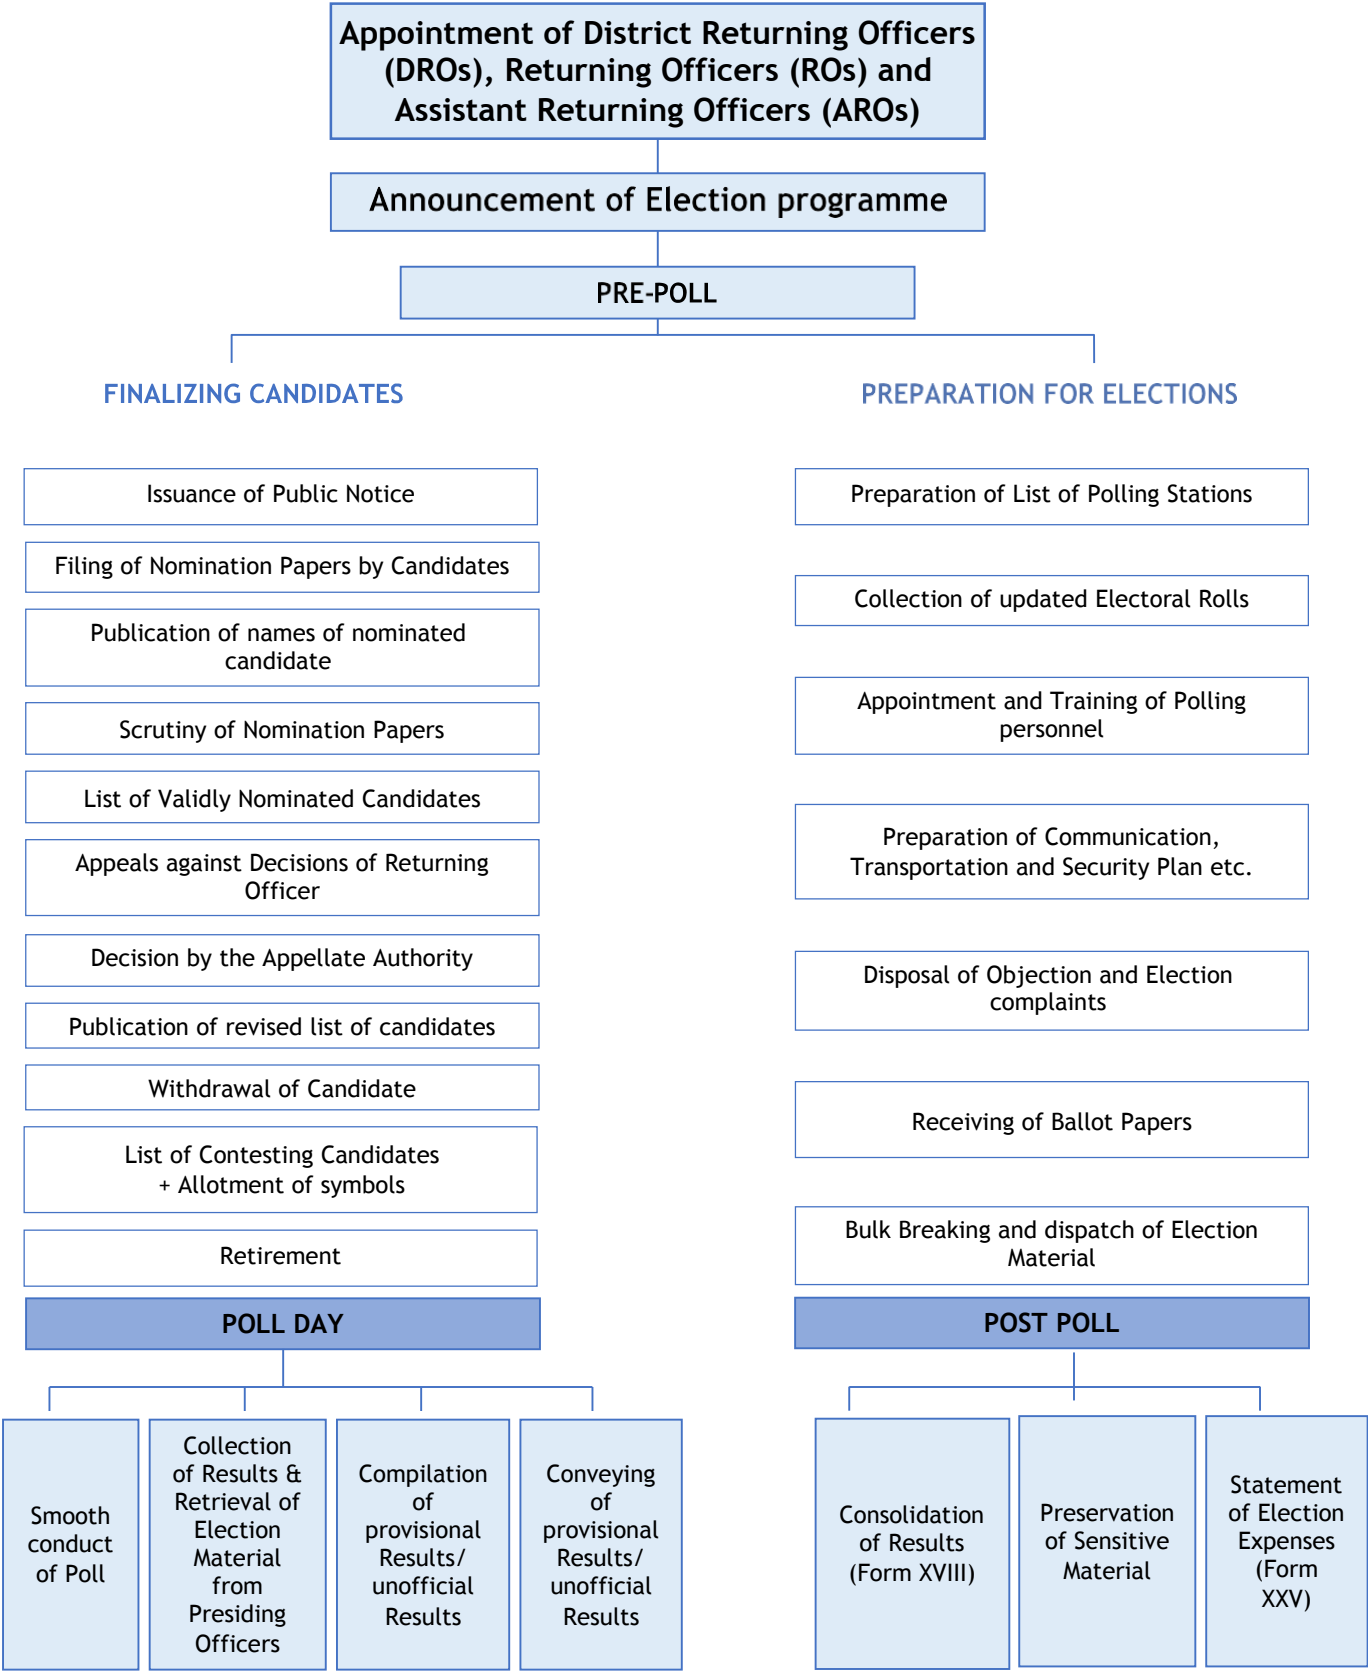 Appointment of District Returning Officers
(DROs), Returning Officers (ROs) and
Assistant Returning Officers (AROs)
Announcement of Election programme
PRE-POLL
FINALIZING CANDIDATES
Issuance of Public Notice
Filing of Nomination Papers by Candidates
Publication of names of nominated
candidate
Scrutiny of Nomination Papers
List of Validly Nominated Candidates
Appeals against Decisions of Returning
Officer
Decision by the Appellate Authority
Publication of revised list of candidates
Withdrawal of Candidate
List of Contesting Candidates
+ Allotment of symbols
Retirement
PREPARATION FOR ELECTIONS
Preparation of List of Polling Stations
Collection of updated Electoral Rolls
Appointment and Training of Polling
personnel
Preparation of Communication,
Transportation and Security Plan etc.
Disposal of Objection and Election
complaints
Receiving of Ballot Papers
Bulk Breaking and dispatch of Election
Material
POLL DAY
Smooth
conduct
of Poll
Collection
of Results &
Retrieval of
Election
Material
from
Presiding
Officers
Compilation
of
provisional
Results/
unofficial
Results
Conveying
of
provisional
Results/
unofficial
Results
POST POLL
Consolidation
of Results
(Form XVIII)
Preservation
of Sensitive
Material
Statement
of Election
Expenses
(Form
XXV)